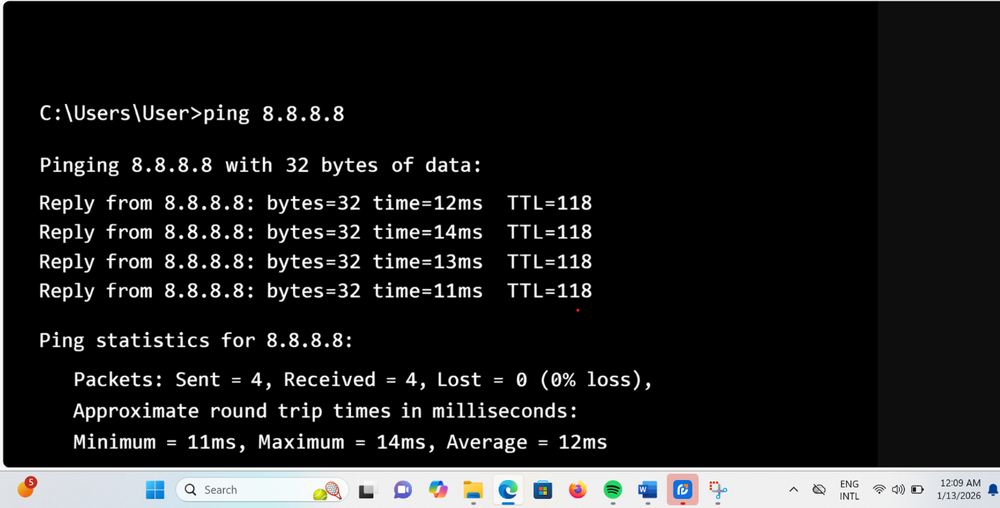 C:\Users\User>ping 8.8.8.8
Pinging 8.8.8.8 with 32 bytes of data:
Reply from 8.8.8.8: bytes=32 time=12ms TTL=118
Reply from 8.8.8.8: bytes=32 time=14ms TTL=118
Reply from 8.8.8.8: bytes=32 time=13ms TTL=118
Reply from 8.8.8.8: bytes=32 time=11ms TTL=118
Ping statistics for 8.8.8.8:
Packets: Sent = 4, Received = 4, Lost = 0 (0% loss),
Approximate round trip times in milliseconds:
Minimum = 11ms, Maximum = 14ms, Average = 12ms
5
Search
W
ENG
INTL
12:09 AM
1/13/2026